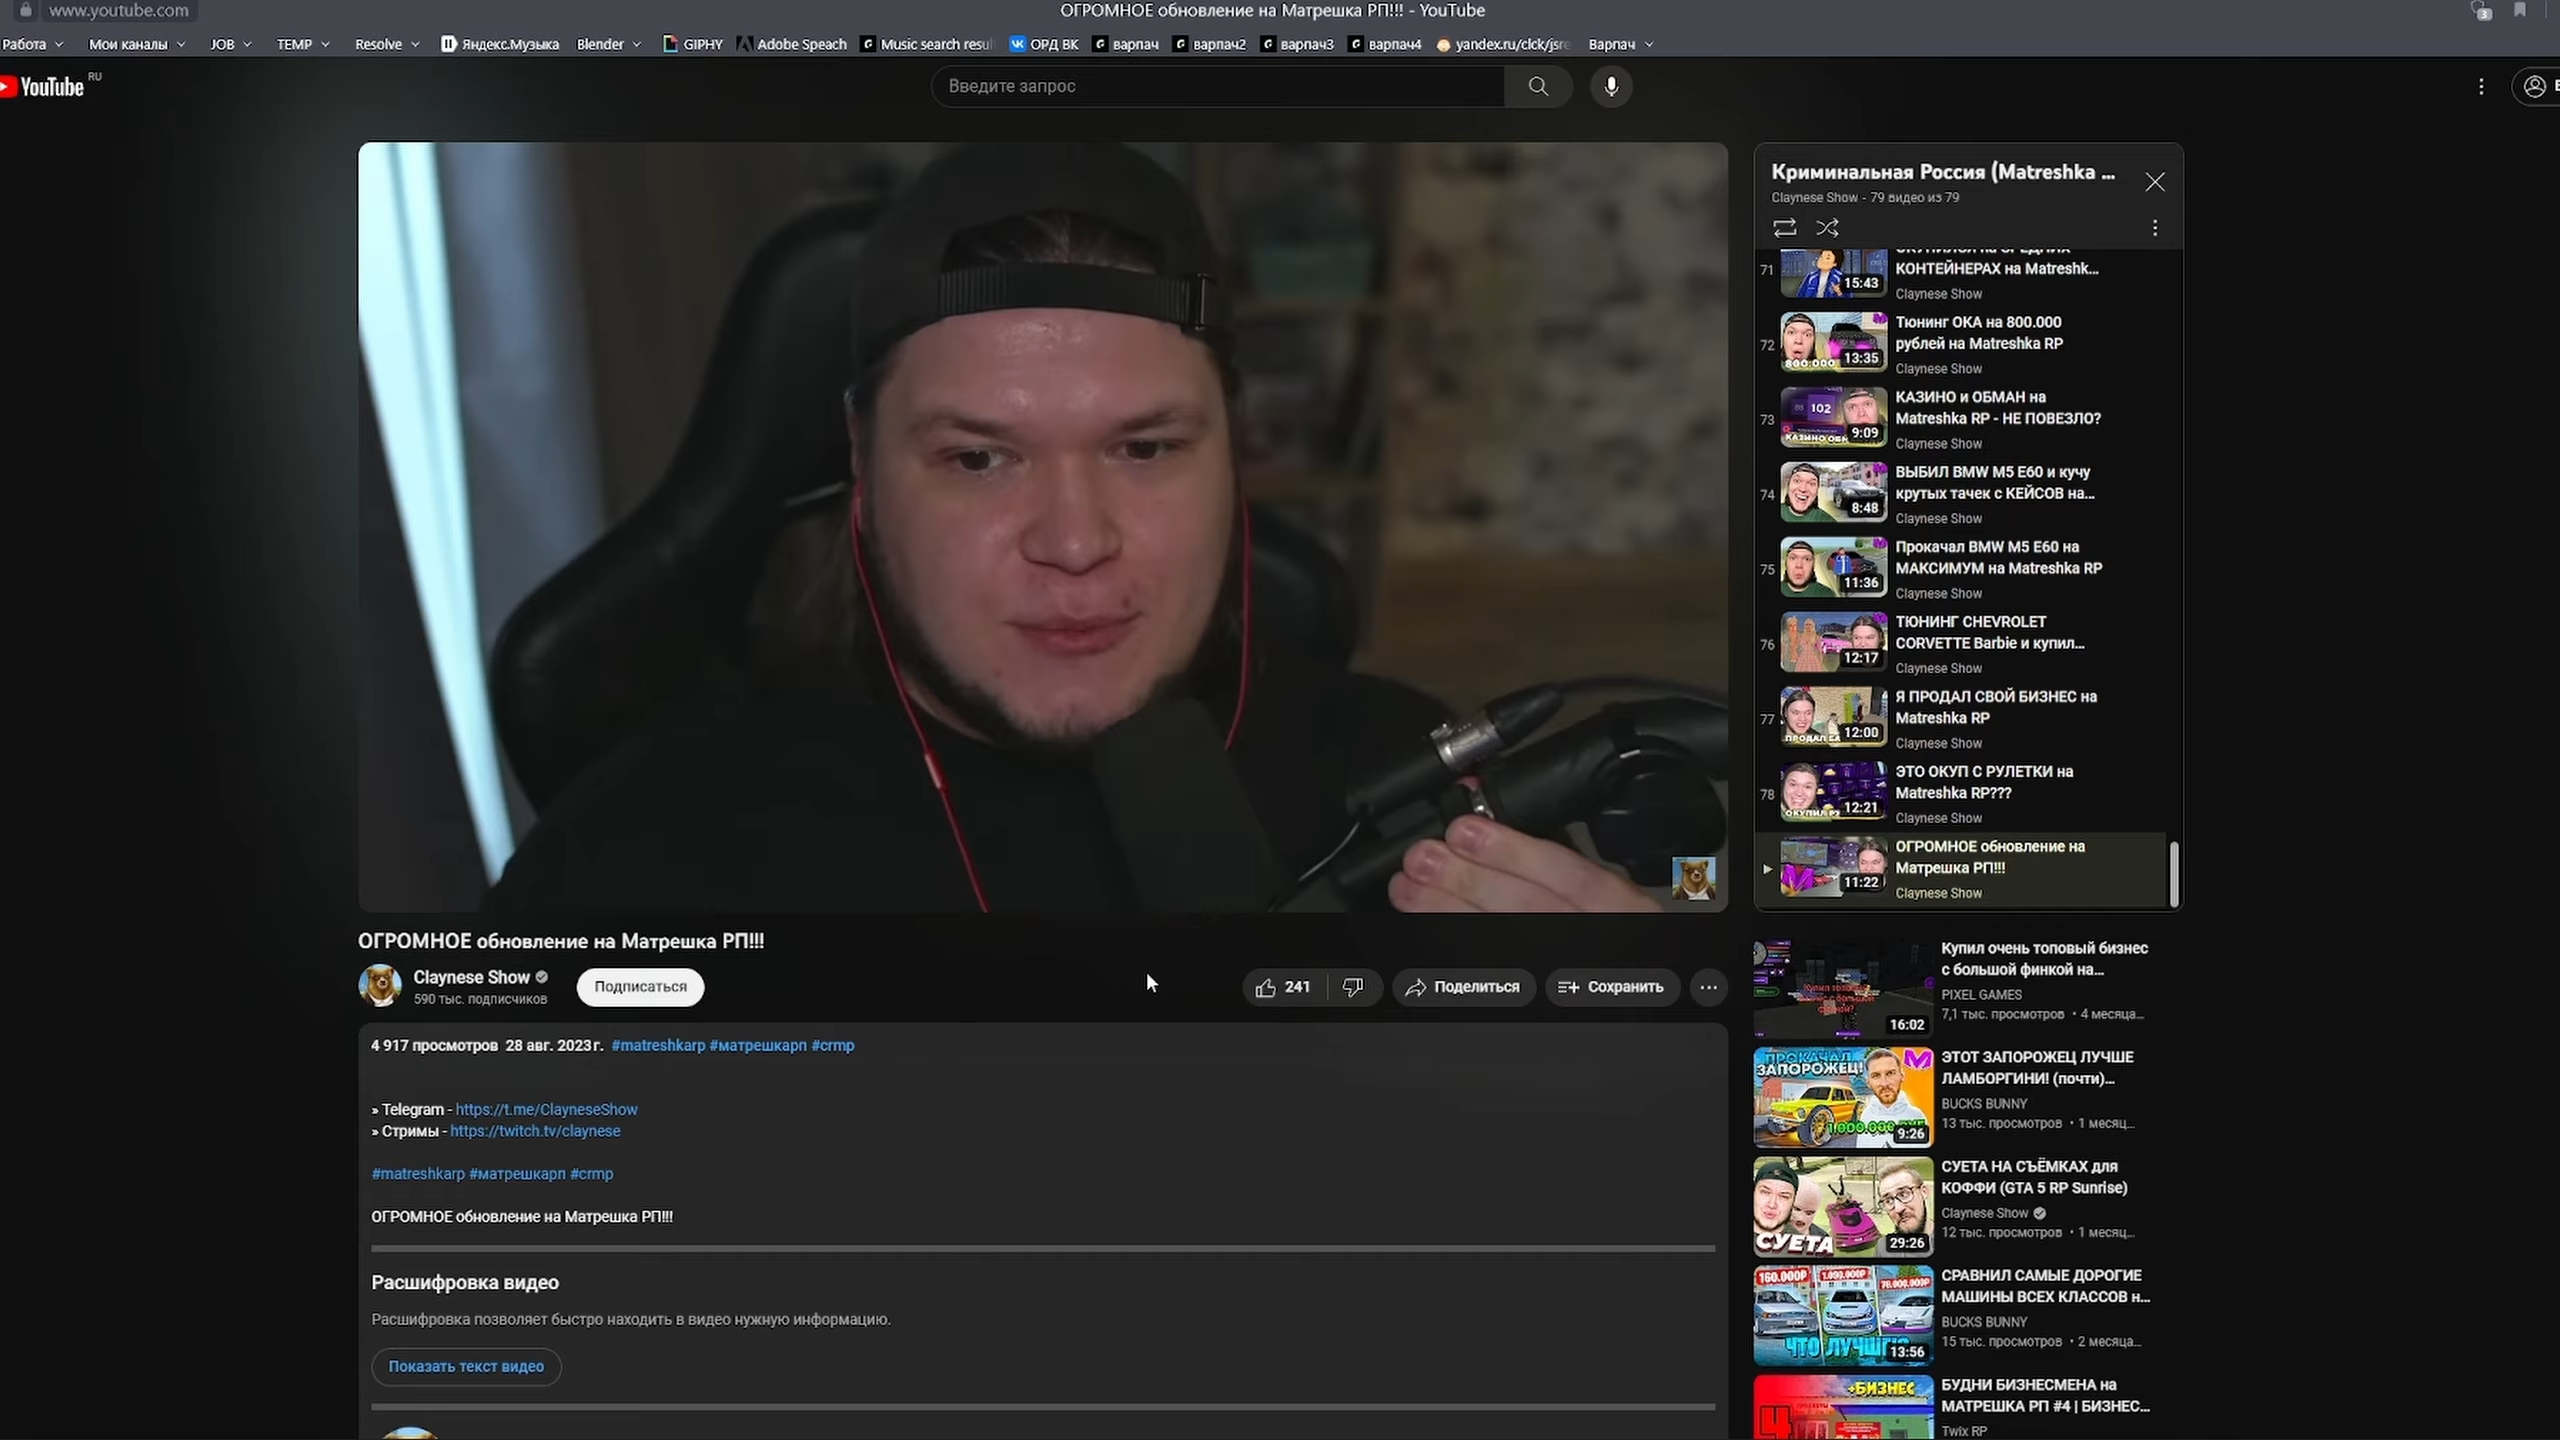 www.youtube.com
ОГРОМНОЕ обновление на Матрешка РП!!! - YouTube
3
Работа
Мои каналы
JOB
TEMP
Resolve
Яндекс.Музыка
Blender
GIPHY
Adobe Speach
Music search resul
ОРД ВК
варпач
варпач2
варпач3
варпач4
yandex.ru/clck/jsre
Варпач
YouTube
RU
Введите запрос
Криминальная Россия (Matreshka ...
Claynese Show - 79 видео из 79
71
15:43
КОНТЕЙНЕРАХ на Matreshk...
Claynese Show
72
800.000
13:35
Тюнинг ОКА на 800.000
рублей на Matreshka RP
Claynese Show
73
102
9:09
КАЗИНО и ОБМАН на
Matreshka RP - НЕ ПОВЕЗЛО?
Claynese Show
74
8:48
ВЫБИЛ BMW M5 E60 и кучу
крутых тачек с КЕЙСОВ на...
Claynese Show
75
11:36
Прокачал BMW M5 E60 на
МАКСИМУМ на Matreshka RP
Claynese Show
76
12:17
ТЮНИНГ CHEVROLET
CORVETTE Barbie и купил...
Claynese Show
77
12:00
Я ПРОДАЛ СВОЙ БИЗНЕС на
Matreshka RP
Claynese Show
78
12:21
ЭТО ОКУП С РУЛЕТКИ на
Matreshka RP???
Claynese Show
11:22
ОГРОМНОЕ обновление на
Матрешка РП!!!
Claynese Show
ОГРОМНОЕ обновление на Матрешка РП!!!
Claynese Show
590 тыс. подписчиков
Подписаться
241
Поделиться
Сохранить
4 917 просмотров 28 авг. 2023 г. #matreshkarp #матрешкарп #crmp
» Telegram - https://t.me/ClayneseShow
» Стримы - https://twitch.tv/claynese
#matreshkarp #матрешкарп #crmp
ОГРОМНОЕ обновление на Матрешка РП!!!
Расшифровка видео
Расшифровка позволяет быстро находить в видео нужную информацию.
Показать текст видео
16:02
Купил очень топовый бизнес
с большой финкой на...
PIXEL GAMES
7,1 тыс. просмотров • 4 месяца...
ПРОКАЧАЛ
ЗАПОРОЖЕЦ!
9:26
ЭТОТ ЗАПОРОЖЕЦ ЛУЧШЕ
ЛАМБОРГИНИ! (почти)...
BUCKS BUNNY
13 тыс. просмотров • 1 месяц...
СУЕТА
29:26
СУЕТА НА СЪЁМКАХ для
КОФФИ (GTA 5 RP Sunrise)
Claynese Show
12 тыс. просмотров • 1 месяц...
160.000Р
13:56
СРАВНИЛ САМЫЕ ДОРОГИЕ
МАШИНЫ ВСЕХ КЛАССОВ н...
BUCKS BUNNY
15 тыс. просмотров • 2 месяца...
+БИЗНЕС
БУДНИ БИЗНЕСМЕНА на
МАТРЕШКА РП #4 | БИЗНЕС...
Twix RP